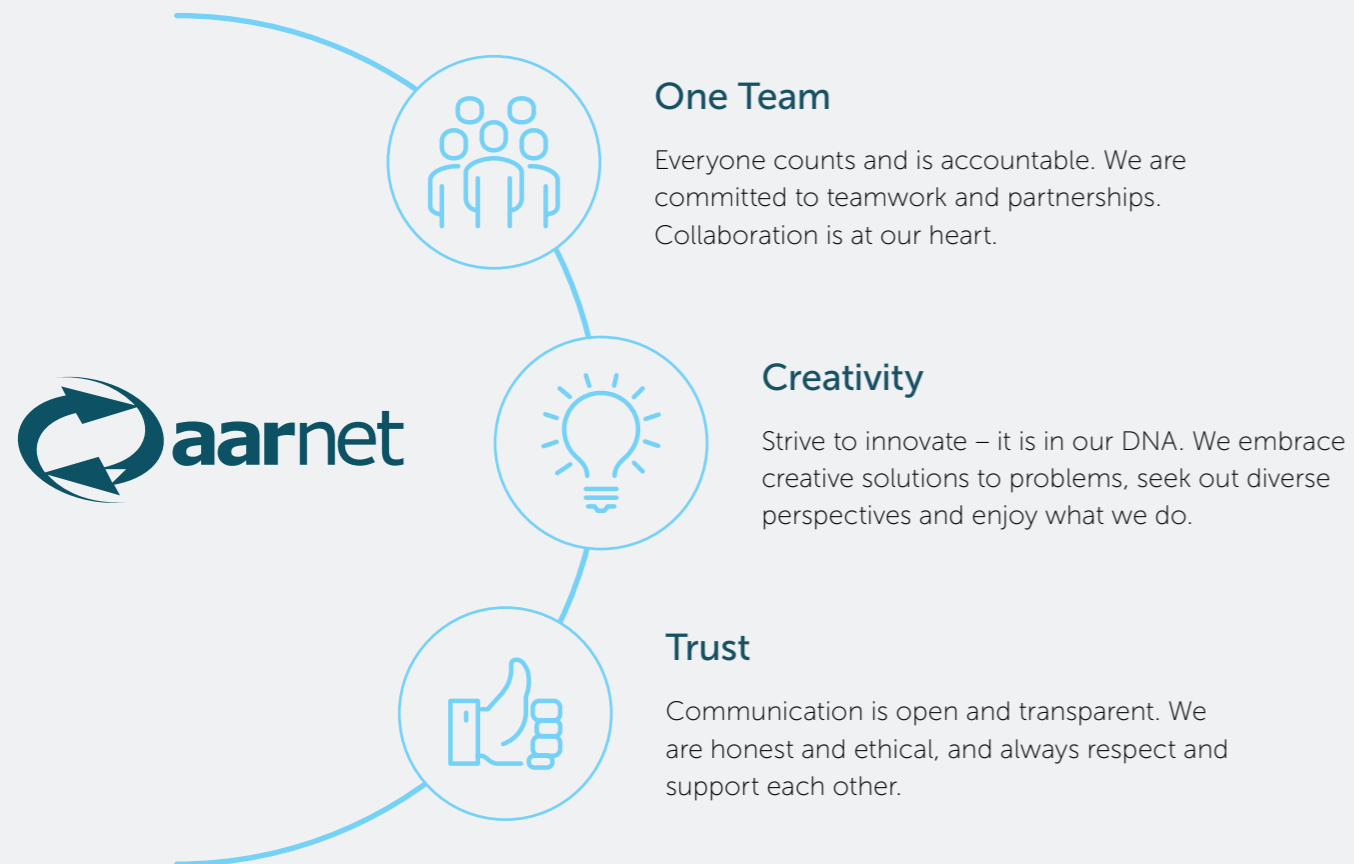 One Team
Everyone counts and is accountable. We are
committed to teamwork and partnerships.
Collaboration is at our heart.
aarnet
Creativity
Strive to innovate – it is in our DNA. We embrace
creative solutions to problems, seek out diverse
perspectives and enjoy what we do.
Trust
Communication is open and transparent. We
are honest and ethical, and always respect and
support each other.